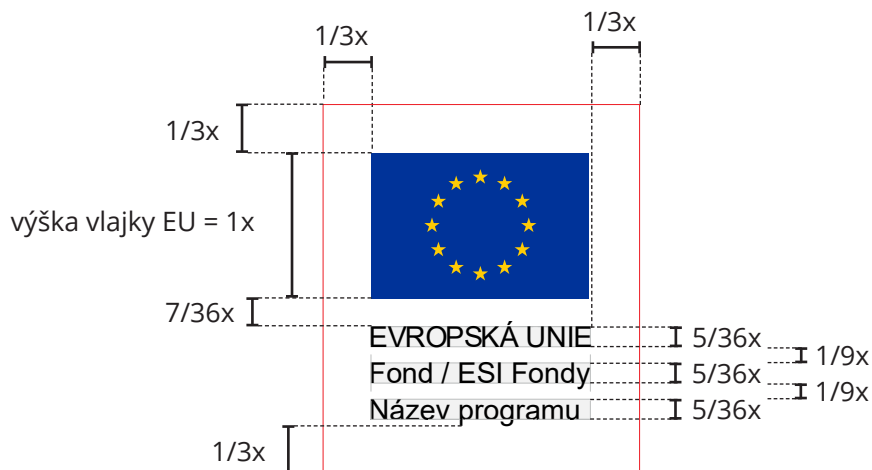 1/3x
1/3x
1/3x
výška vlajky EU = 1x
7/36x
EVROPSKÁ UNIE
5/36x
1/9x
Fond / ESI Fondy
5/36x
1/9x
Název programu
5/36x
1/3x